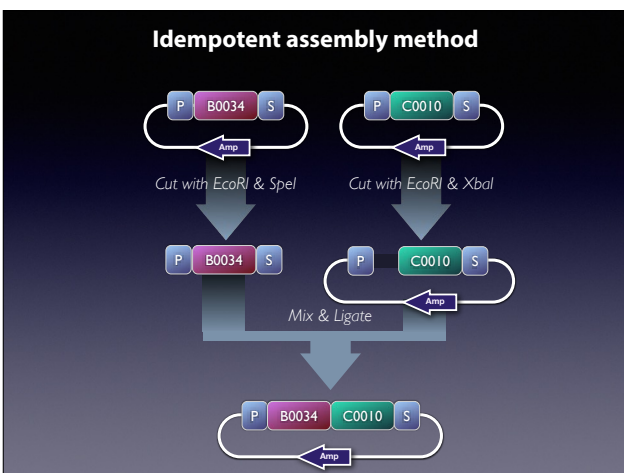 Idempotent assembly method
P B0034 S P C0010 S
Amp Amp
Cut with EcoRI & SpeI Cut with EcoRI & XbaI
P B0034 S P C0010 S
Amp
Mix & Ligate
P B0034 C0010 S
Amp